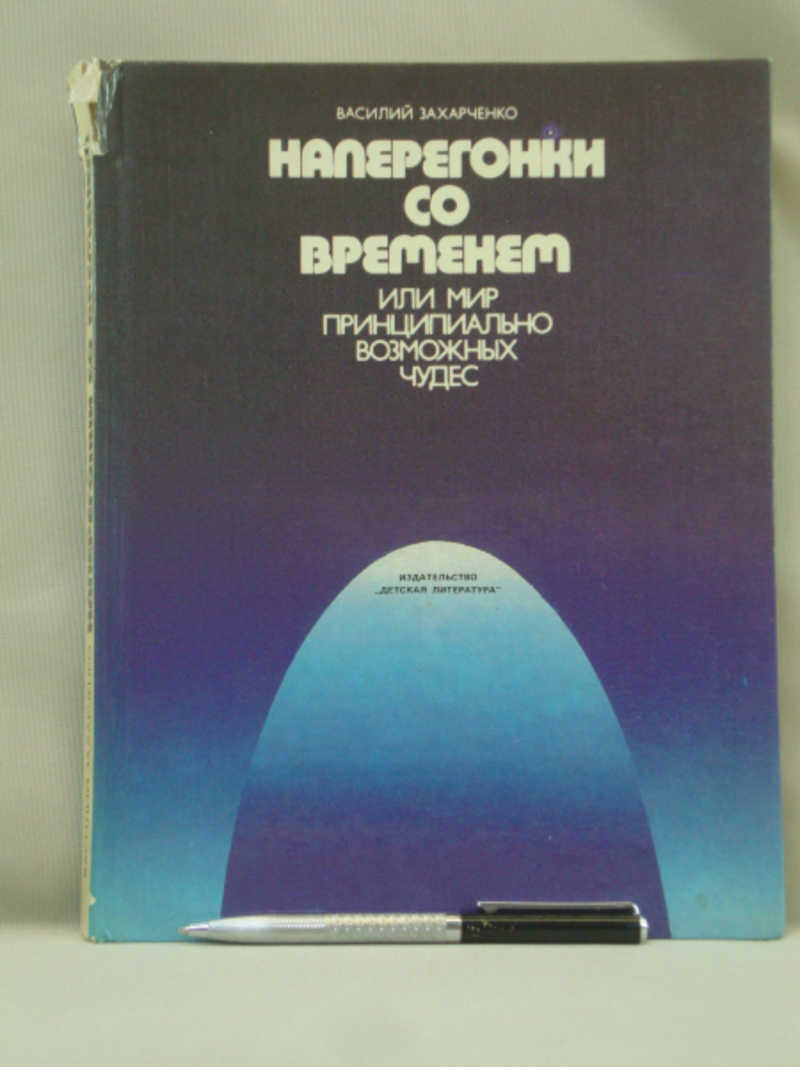 ВАСИЛИЙ ЗАХАРЧЕНКО
НАПЕРЕГОНКИ
СО
ВРЕМЕНЕМ
ИЛИ МИР
ПРИНЦИПИАЛЬНО
ВОЗМОЖНЫХ
ЧУДЕС
ИЗДАТЕЛЬСТВО
„ДЕТСКАЯ ЛИТЕРАТУРА"